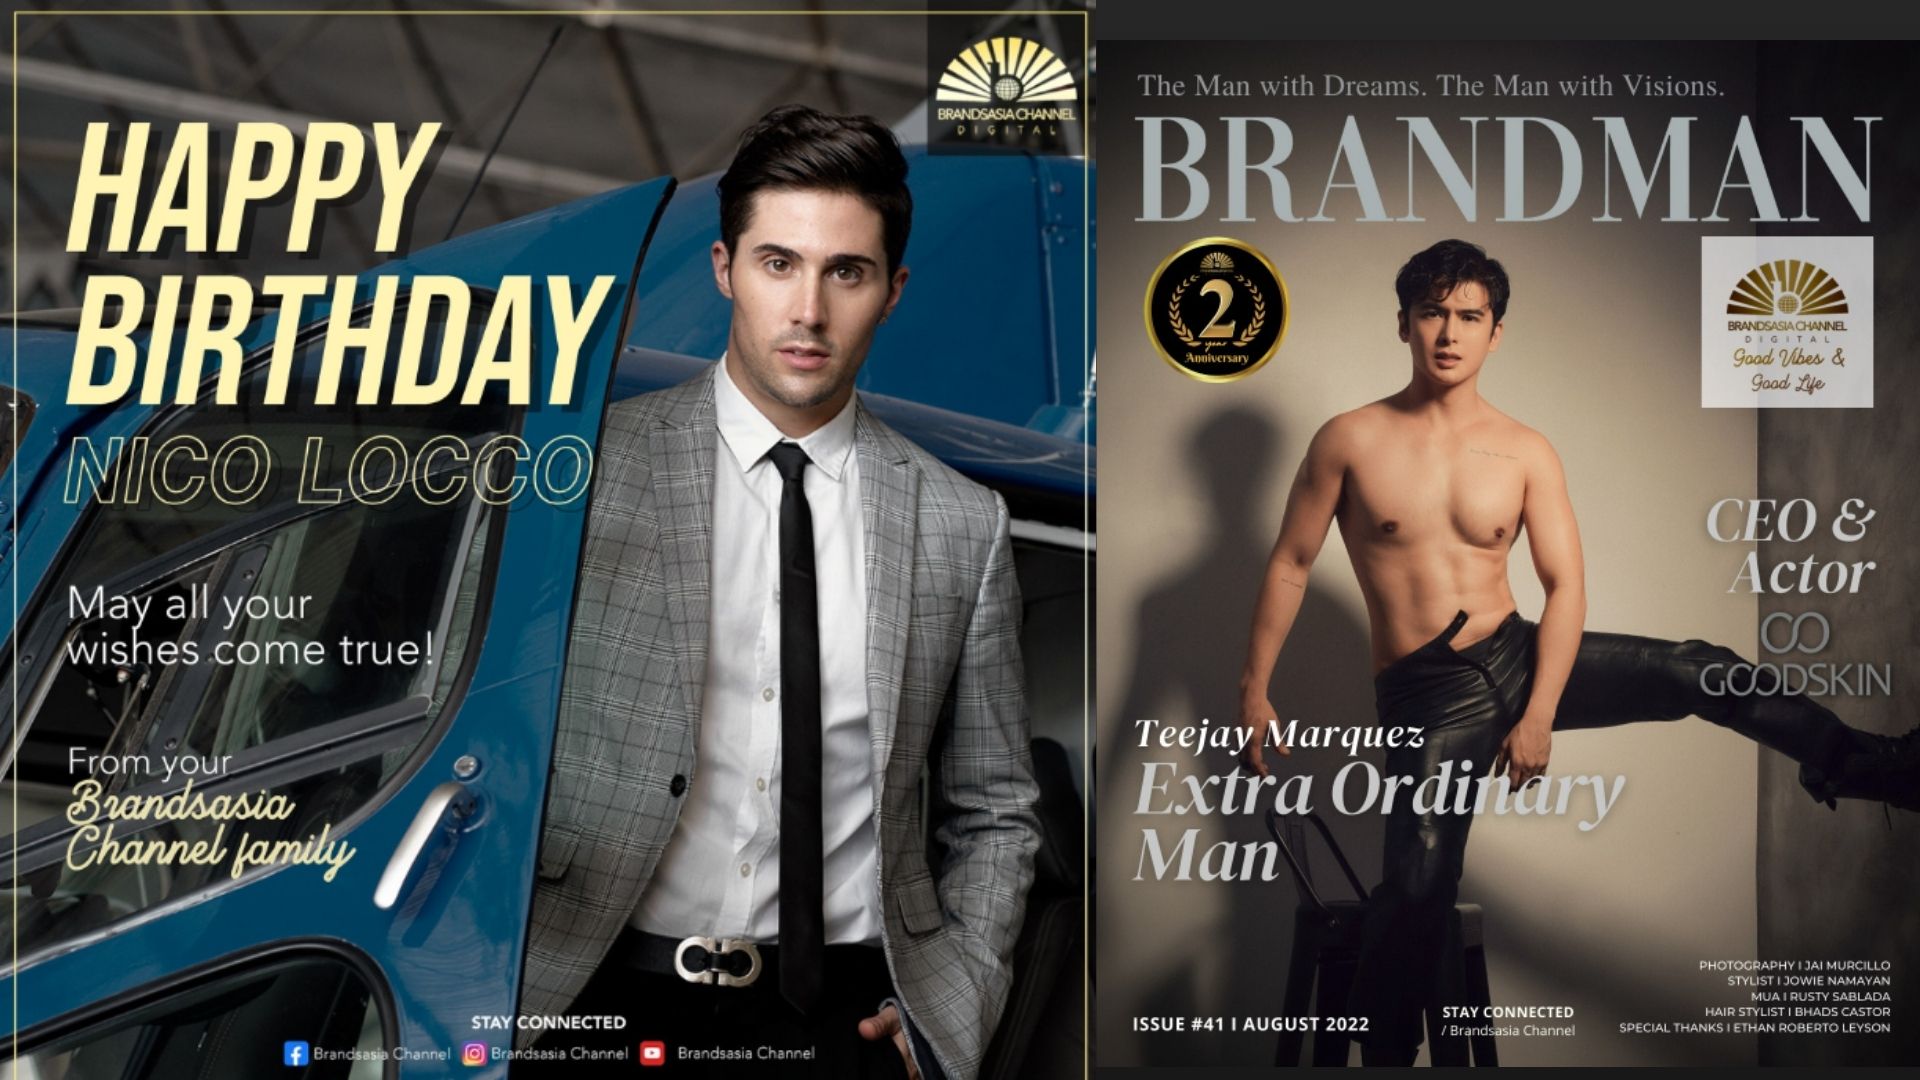 HAPPY
BIRTHDAY
NICO LOCCO
May all your
wishes come true!
From your
Brandsasia
Channel family
BRANDSASIA CHANNEL
DIGITAL
STAY CONNECTED
Brandsasia Channel Brandsasia Channel Brandsasia Channel
The Man with Dreams. The Man with Visions.
BRANDMAN
2
year
Anniversary
BRANDSASIA CHANNEL
DIGITAL
Good Vibes &
Good Life
CEO &
Actor
GOODSKIN
Teejay Marquez
Extra Ordinary
Man
ISSUE #41 I AUGUST 2022
STAY CONNECTED
/ Brandsasia Channel
PHOTOGRAPHY I JAI MURCILLO
STYLIST I JOWIE NAMAYAN
MUA I RUSTY SABLADA
HAIR STYLIST I BHADS CASTOR
SPECIAL THANKS I ETHAN ROBERTO LEYSON